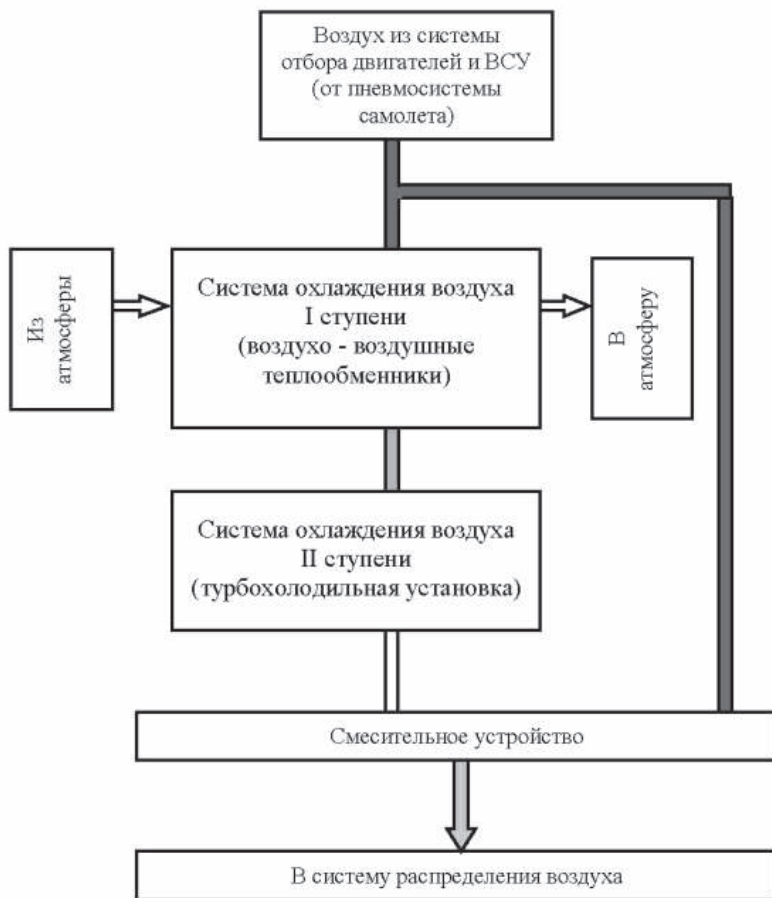 Воздух из системы
отбора двигателей и ВСУ
(от пневмосистемы
самолета)
Из
атмосферы
Система охлаждения воздуха
I ступени
(воздухо - воздушные
теплообменники)
В
атмосферу
Система охлаждения воздуха
II ступени
(турбохолодильная установка)
Смесительное устройство
В систему распределения воздуха